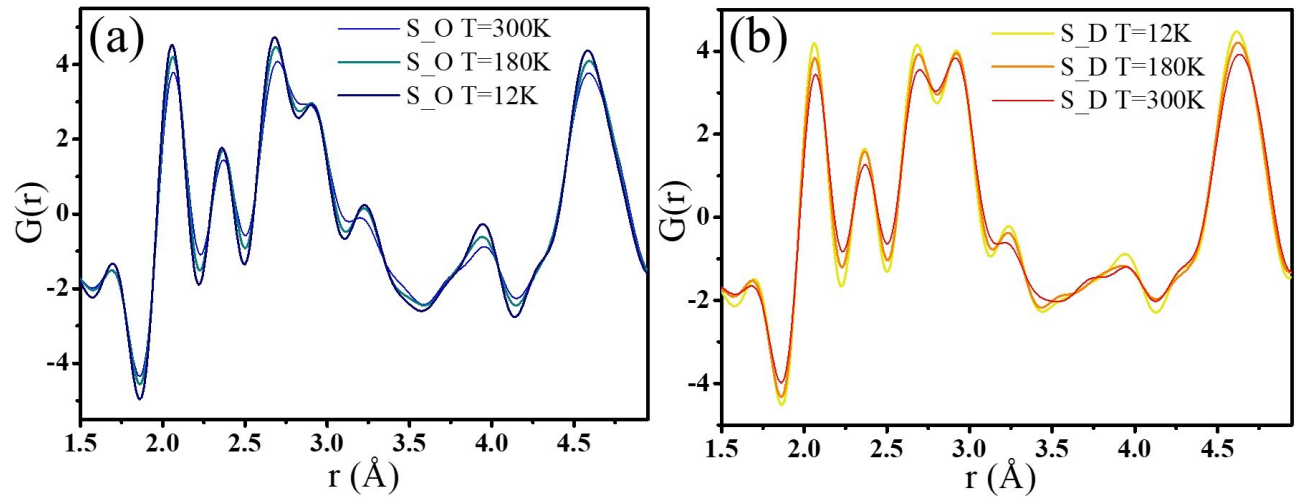 (a)
S_O T=300K
S_O T=180K
S_O T=12K
G(r)
4
2
0
-2
-4
1.5 2.0 2.5 3.0 3.5 4.0 4.5
r (Å)
(b)
S_D T=12K
S_D T=180K
S_D T=300K
G(r)
4
2
0
-2
-4
1.5 2.0 2.5 3.0 3.5 4.0 4.5
r (Å)